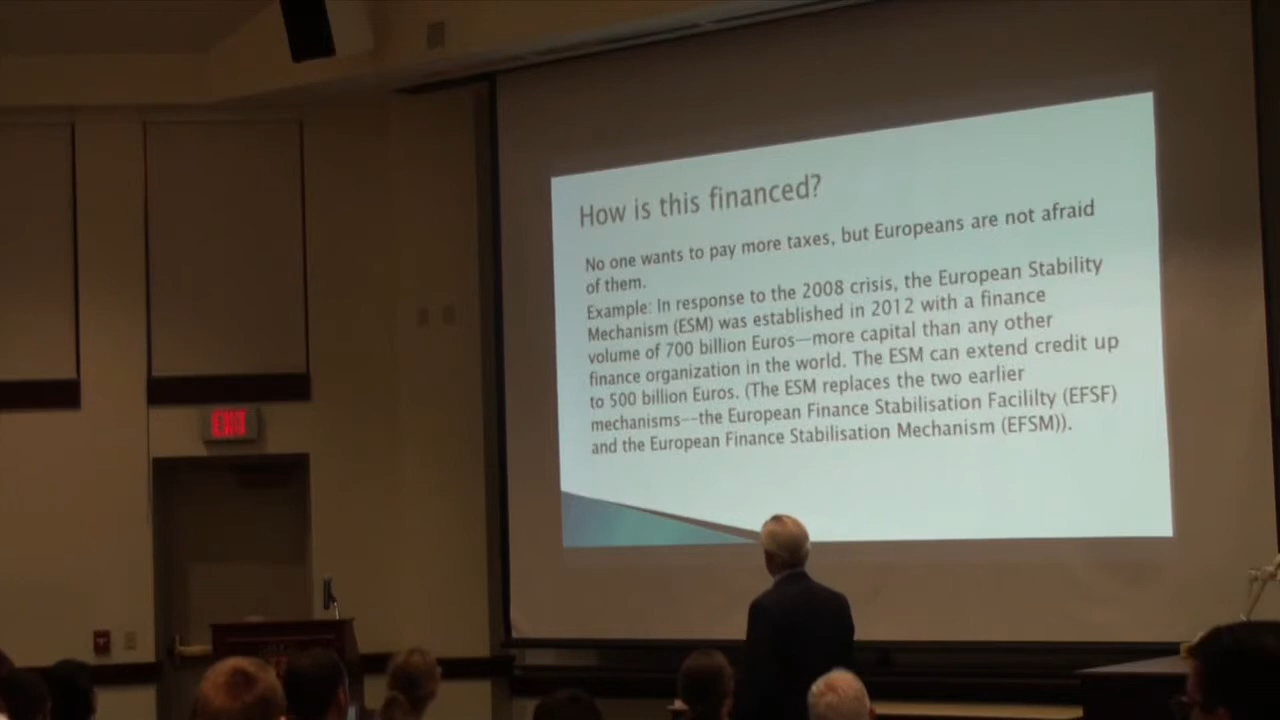 How is this financed?
No one wants to pay more taxes, but Europeans are not afraid
of them.
Example: In response to the 2008 crisis, the European Stability
Mechanism (ESM) was established in 2012 with a finance
volume of 700 billion Euros—more capital than any other
finance organization in the world. The ESM can extend credit up
to 500 billion Euros. (The ESM replaces the two earlier
mechanisms--the European Finance Stabilisation Facililty (EFSF)
and the European Finance Stabilisation Mechanism (EFSM)).
EXIT